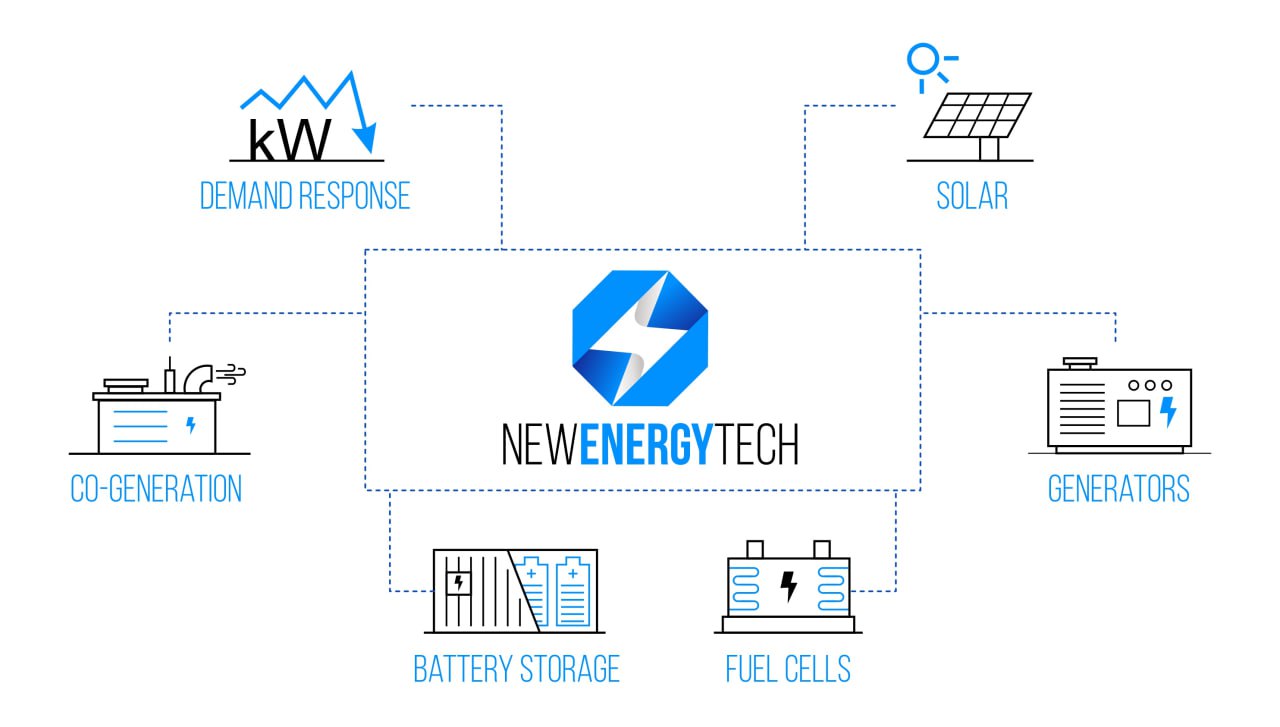 kW
DEMAND RESPONSE
SOLAR
NEWENERGYTECH
CO-GENERATION
GENERATORS
BATTERY STORAGE
FUEL CELLS